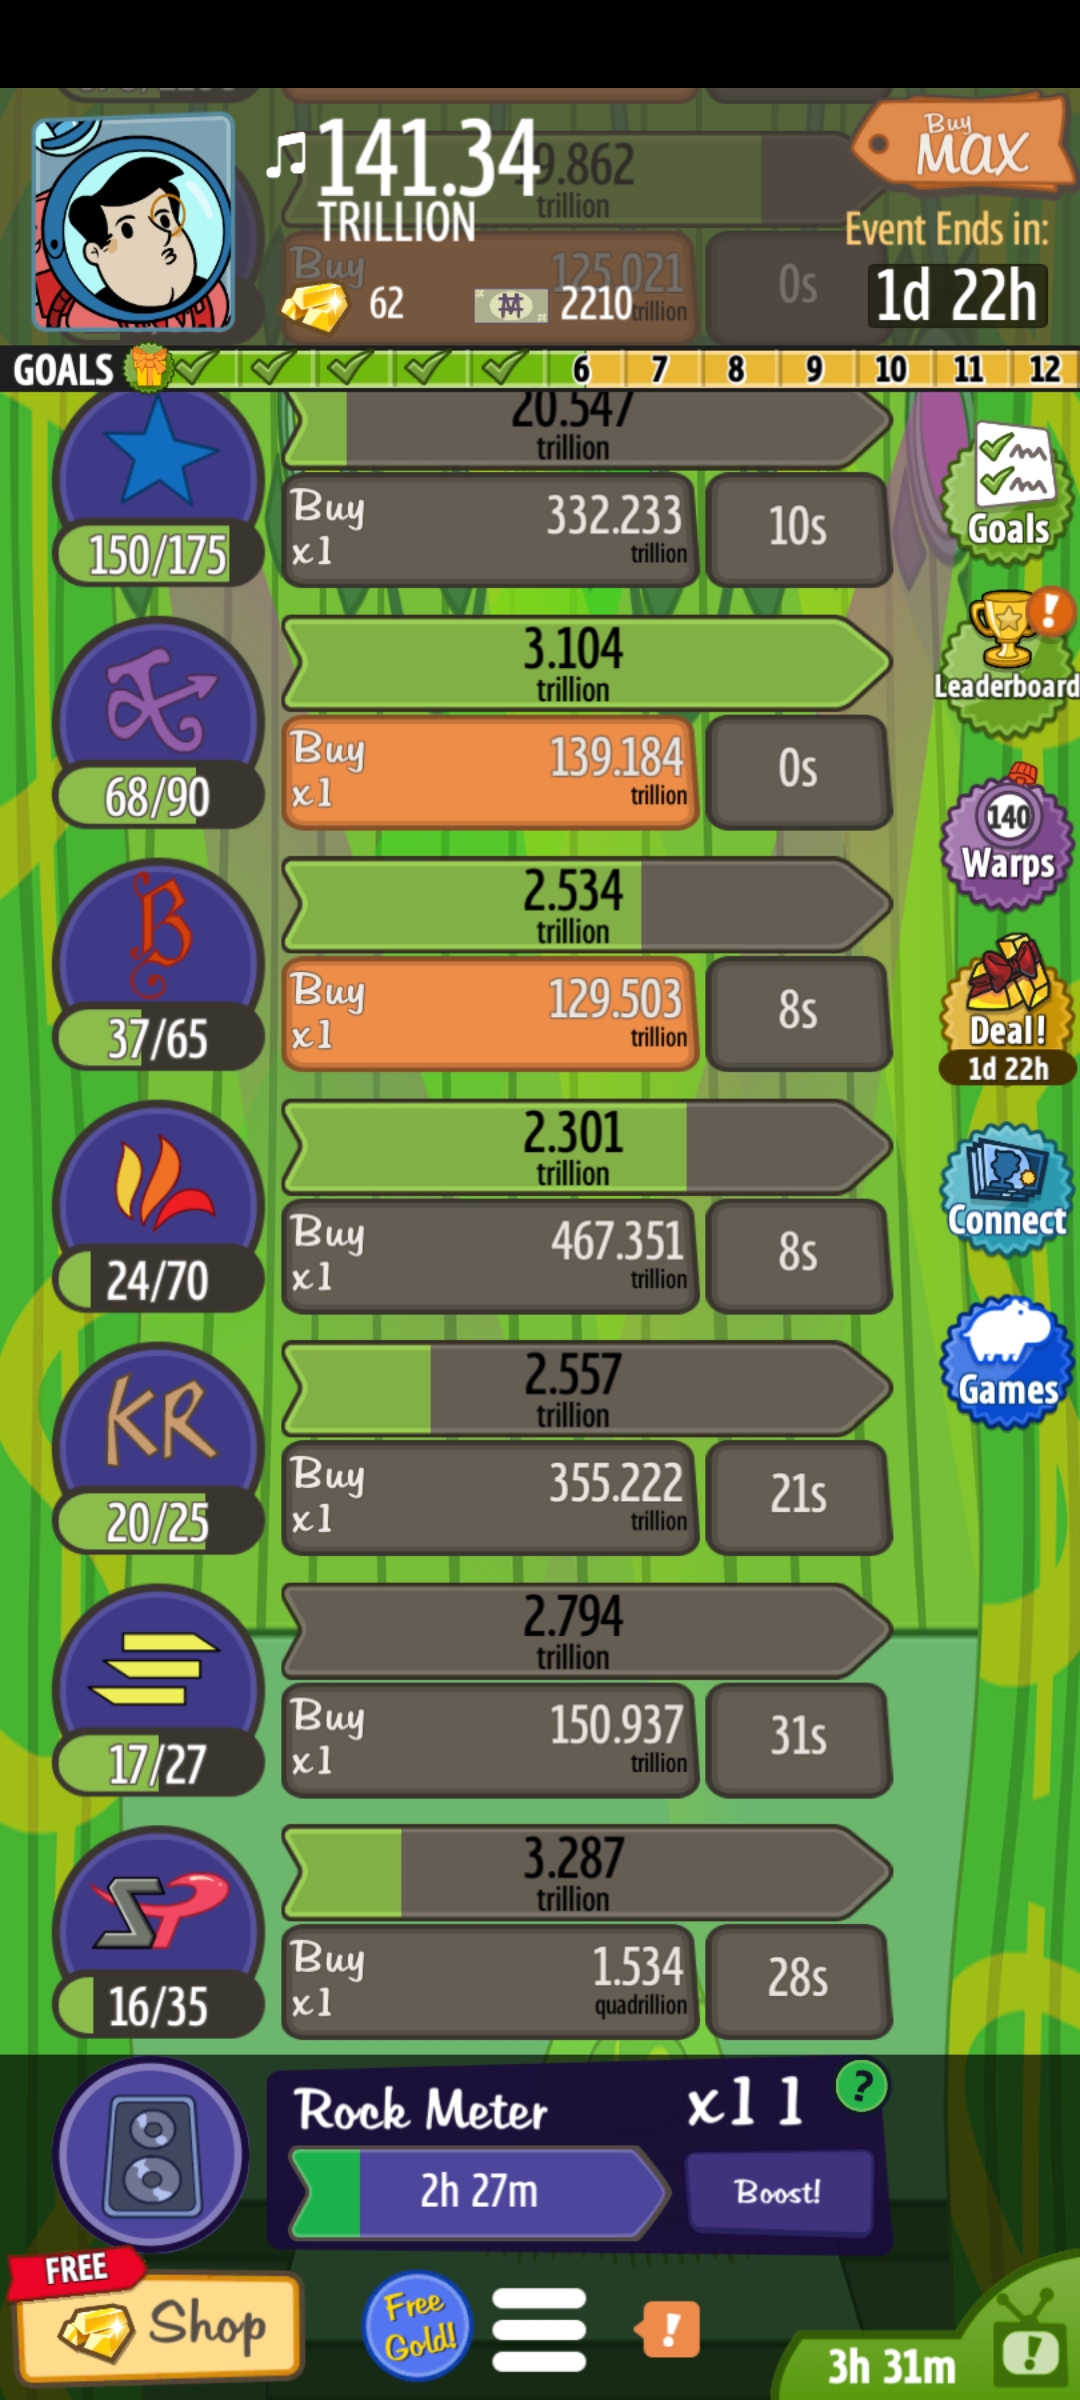 141.34
TRILLION
9.862
trillion
Buy
MAX
Event Ends in:
1d 22h
Buy
125.021
trillion
0s
62
2210
GOALS
6
7
8
9
10
11
12
20.547
trillion
150/175
Buy
x1
332.233
trillion
10s
Goals
3.104
trillion
68/90
Buy
x1
139.184
trillion
0s
!
Leaderboard
140
Warps
2.534
trillion
37/65
Buy
x1
129.503
trillion
8s
Deal!
1d 22h
2.301
trillion
24/70
Buy
x1
467.351
trillion
8s
Connect
KR
2.557
trillion
20/25
Buy
x1
355.222
trillion
21s
Games
2.794
trillion
17/27
Buy
x1
150.937
trillion
31s
SP
3.287
trillion
16/35
Buy
x1
1.534
quadrillion
28s
Rock Meter
x11
?
2h 27m
Boost!
FREE
Shop
Free
Gold!
!
3h 31m
!